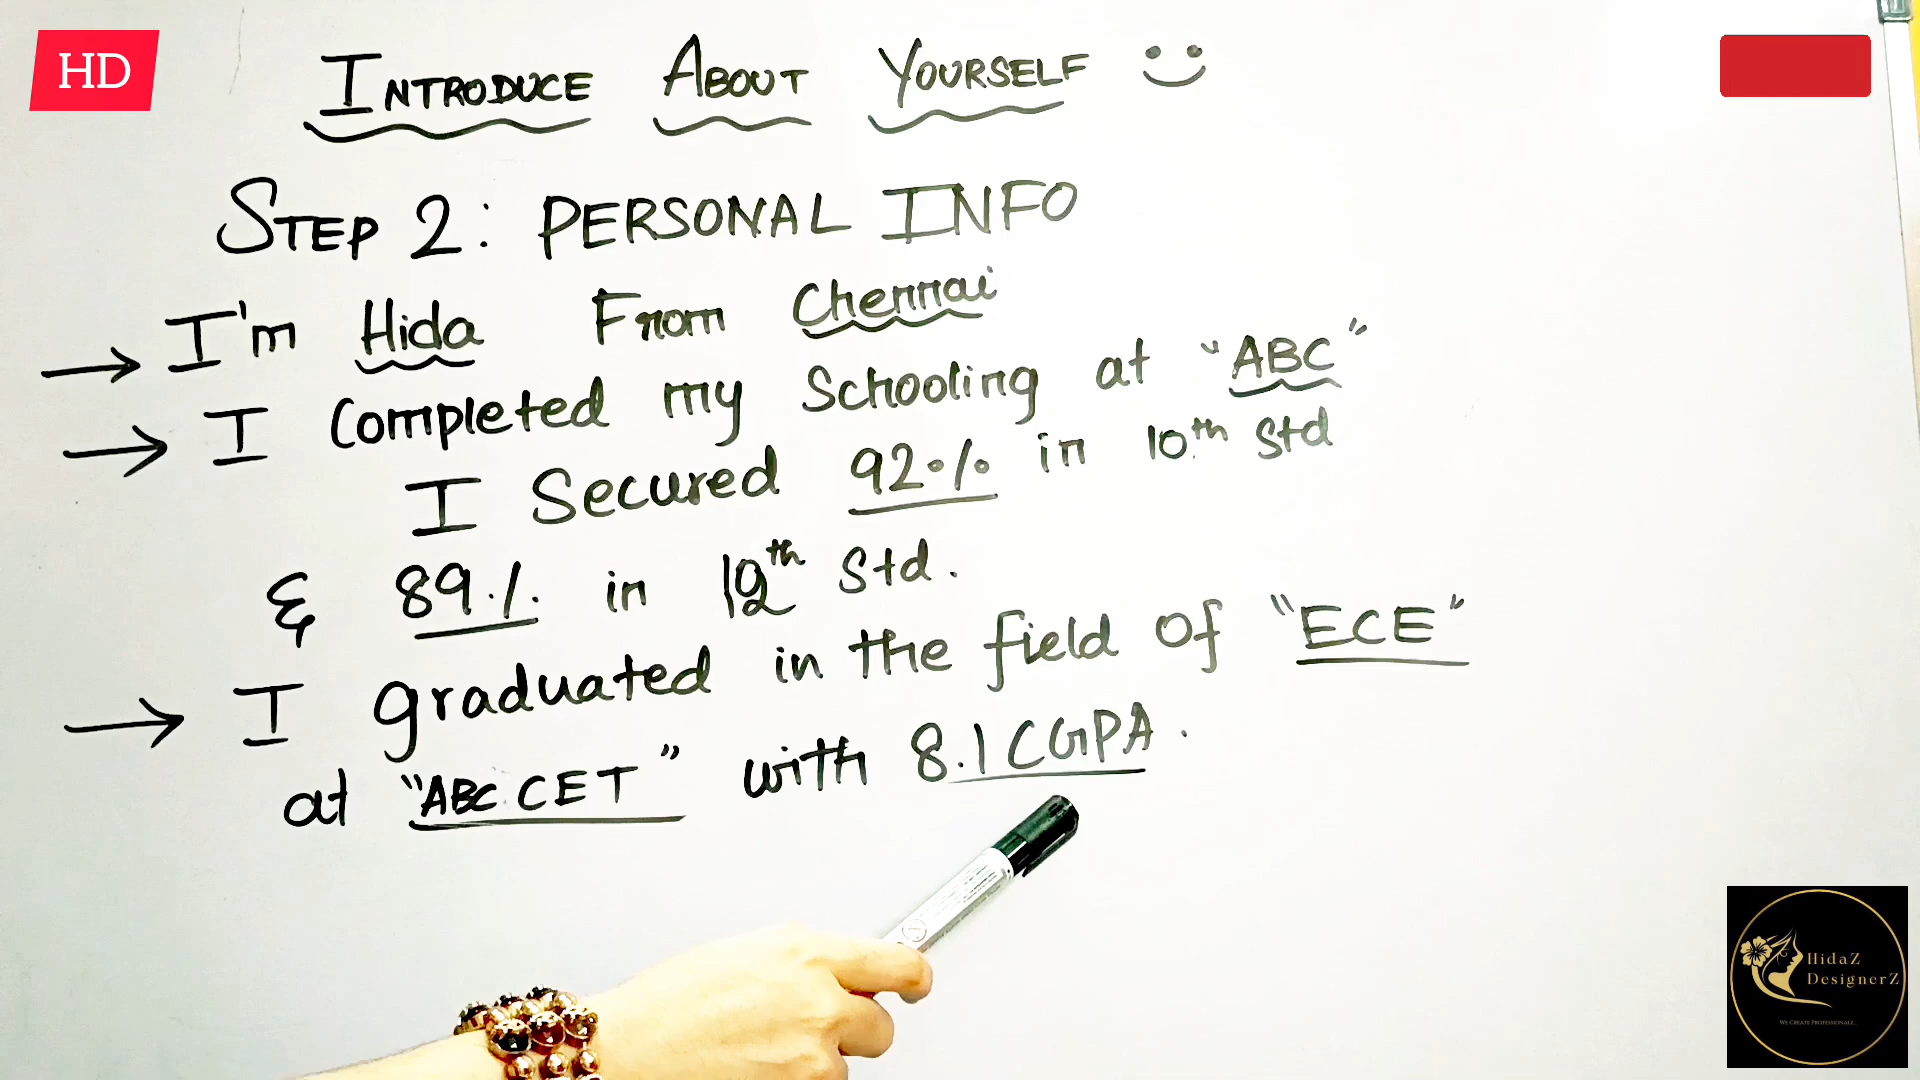 HD
INTRODUCE ABOUT YOURSELF
STEP 2: PERSONAL INFO
→ I'm Hida From Chennai
→ I Completed my Schooling at "ABC"
I Secured 92% in 10th Std
& 89% in 12th Std.
→ I graduated in the field of "ECE"
at "ABC CET" with 8.1 CGPA.
HidaZ
DesignerZ
WE CREATE PROFESSIONALZ...